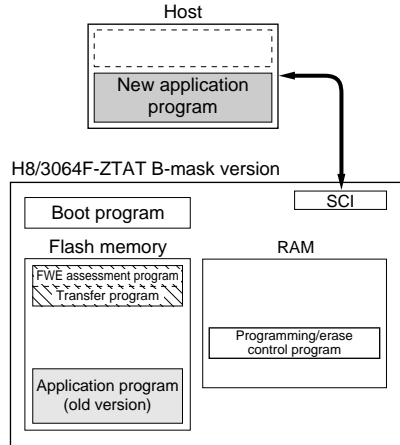 Host
New application
program
H8/3064F-ZTAT B-mask version
SCI
Boot program
Flash memory
RAM
FWE assessment program
Transfer program
Programming/erase
control program
Application program
(old version)